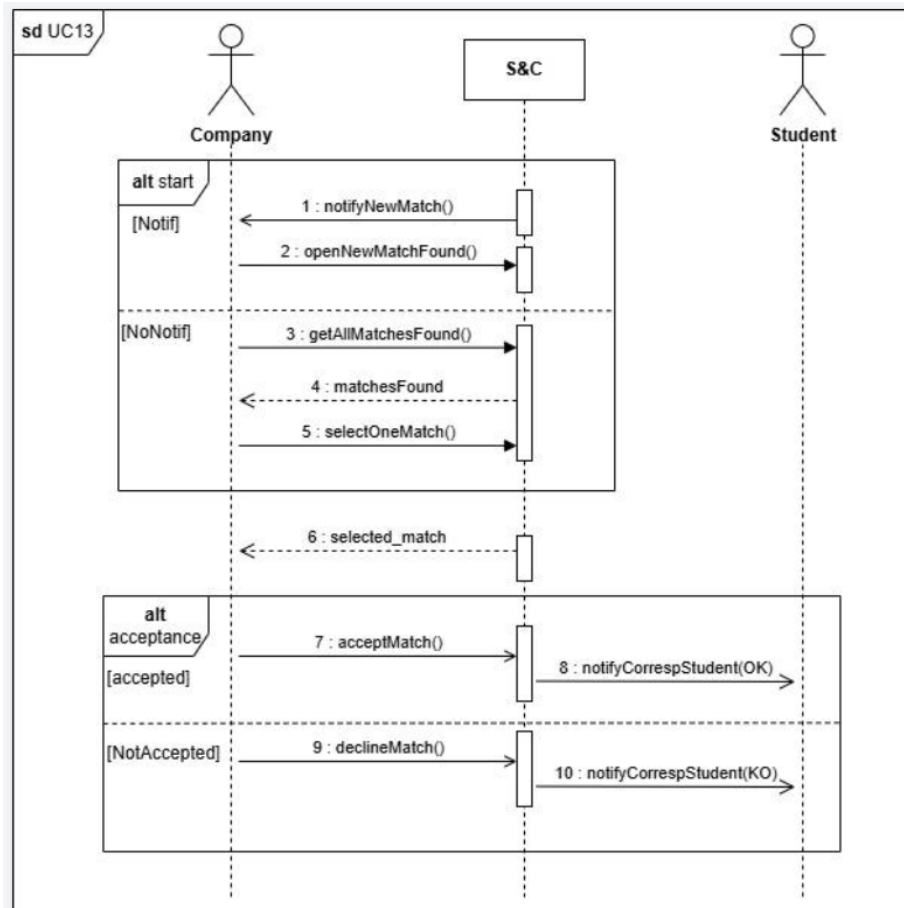 sd UC13
S&C
Company
Student
alt start
[Notif]
1 : notifyNewMatch()
2 : openNewMatchFound()
[NoNotif]
3 : getAllMatchesFound()
4 : matchesFound
5 : selectOneMatch()
6 : selected_match
alt
acceptance
7 : acceptMatch()
[accepted]
8 : notifyCorrespStudent(OK)
[NotAccepted]
9 : declineMatch()
10 : notifyCorrespStudent(KO)